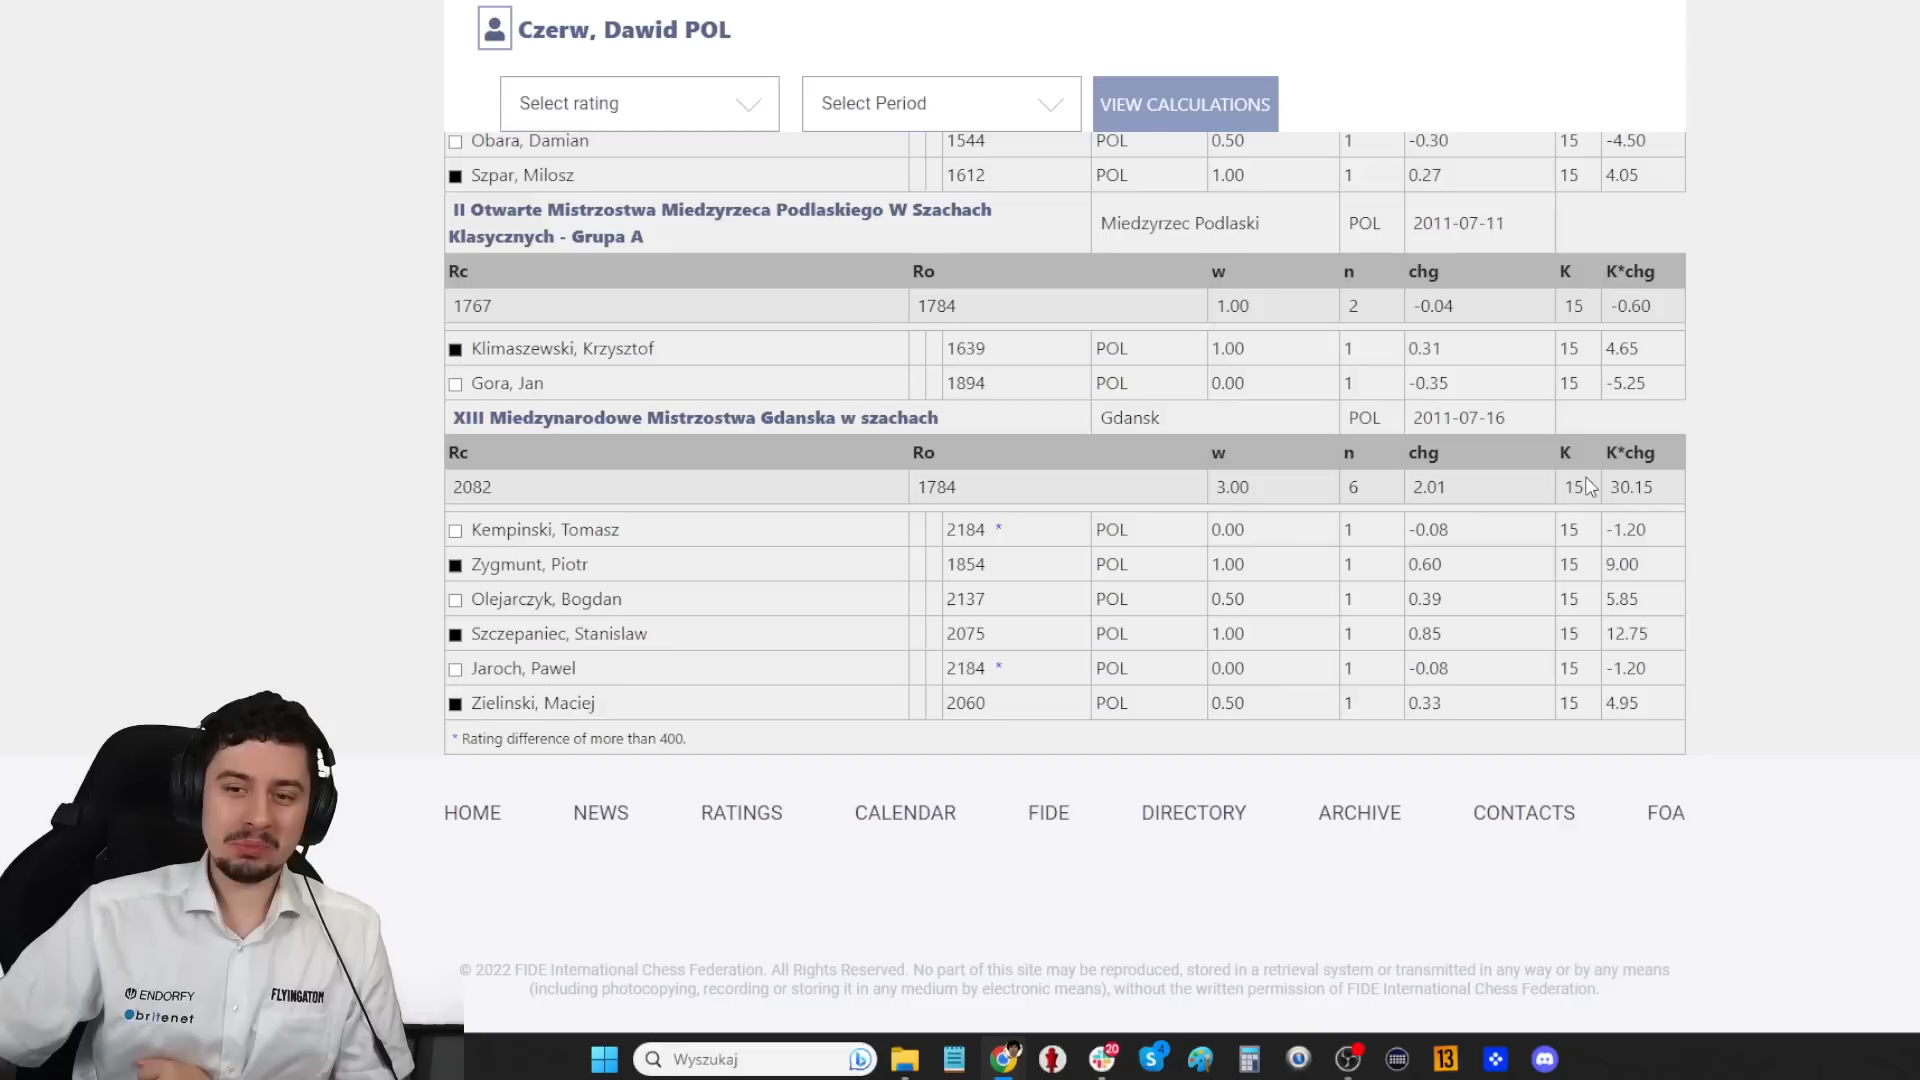 Czerw, Dawid POL
Select rating Select Period VIEW CALCULATIONS
Obara, Damian 1544 POL 0.50 1 -0.30 15 -4.50
Szpar, Milosz 1612 POL 1.00 1 0.27 15 4.05
II Otwarte Mistrzostwa Miedzyrzeca Podlaskiego W Szachach
Klasycznych - Grupa A Miedzyrzec Podlaski POL 2011-07-11
Rc Ro w n chg K K*chg
1767 1784 1.00 2 -0.04 15 -0.60
Klimaszewski, Krzysztof 1639 POL 1.00 1 0.31 15 4.65
Gora, Jan 1894 POL 0.00 1 -0.35 15 -5.25
XIII Miedzynarodowe Mistrzostwa Gdanska w szachach Gdansk POL 2011-07-16
Rc Ro w n chg K K*chg
2082 1784 3.00 6 2.01 15 30.15
Kempinski, Tomasz 2184 * POL 0.00 1 -0.08 15 -1.20
Zygmunt, Piotr 1854 POL 1.00 1 0.60 15 9.00
Olejarczyk, Bogdan 2137 POL 0.50 1 0.39 15 5.85
Szczepaniec, Stanislaw 2075 POL 1.00 1 0.85 15 12.75
Jaroch, Pawel 2184 * POL 0.00 1 -0.08 15 -1.20
Zielinski, Maciej 2060 POL 0.50 1 0.33 15 4.95
* Rating difference of more than 400.
HOME NEWS RATINGS CALENDAR FIDE DIRECTORY ARCHIVE CONTACTS FOA
© 2022 FIDE International Chess Federation. All Rights Reserved. No part of this site may be reproduced, stored in a retrieval system or transmitted in any way or by any means
(including photocopying, recording or storing it in any medium by electronic means), without the written permission of FIDE International Chess Federation.
ENDORFY FLYINGATOM
britenet
Wyszukaj 20 4 13